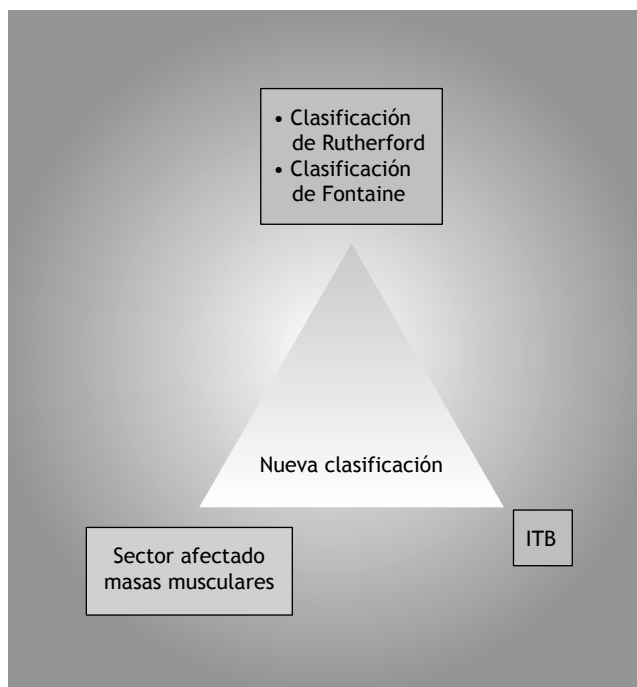 • Clasificación
de Rutherford
• Clasificación
de Fontaine
Nueva clasificación
Sector afectado
masas musculares
ITB